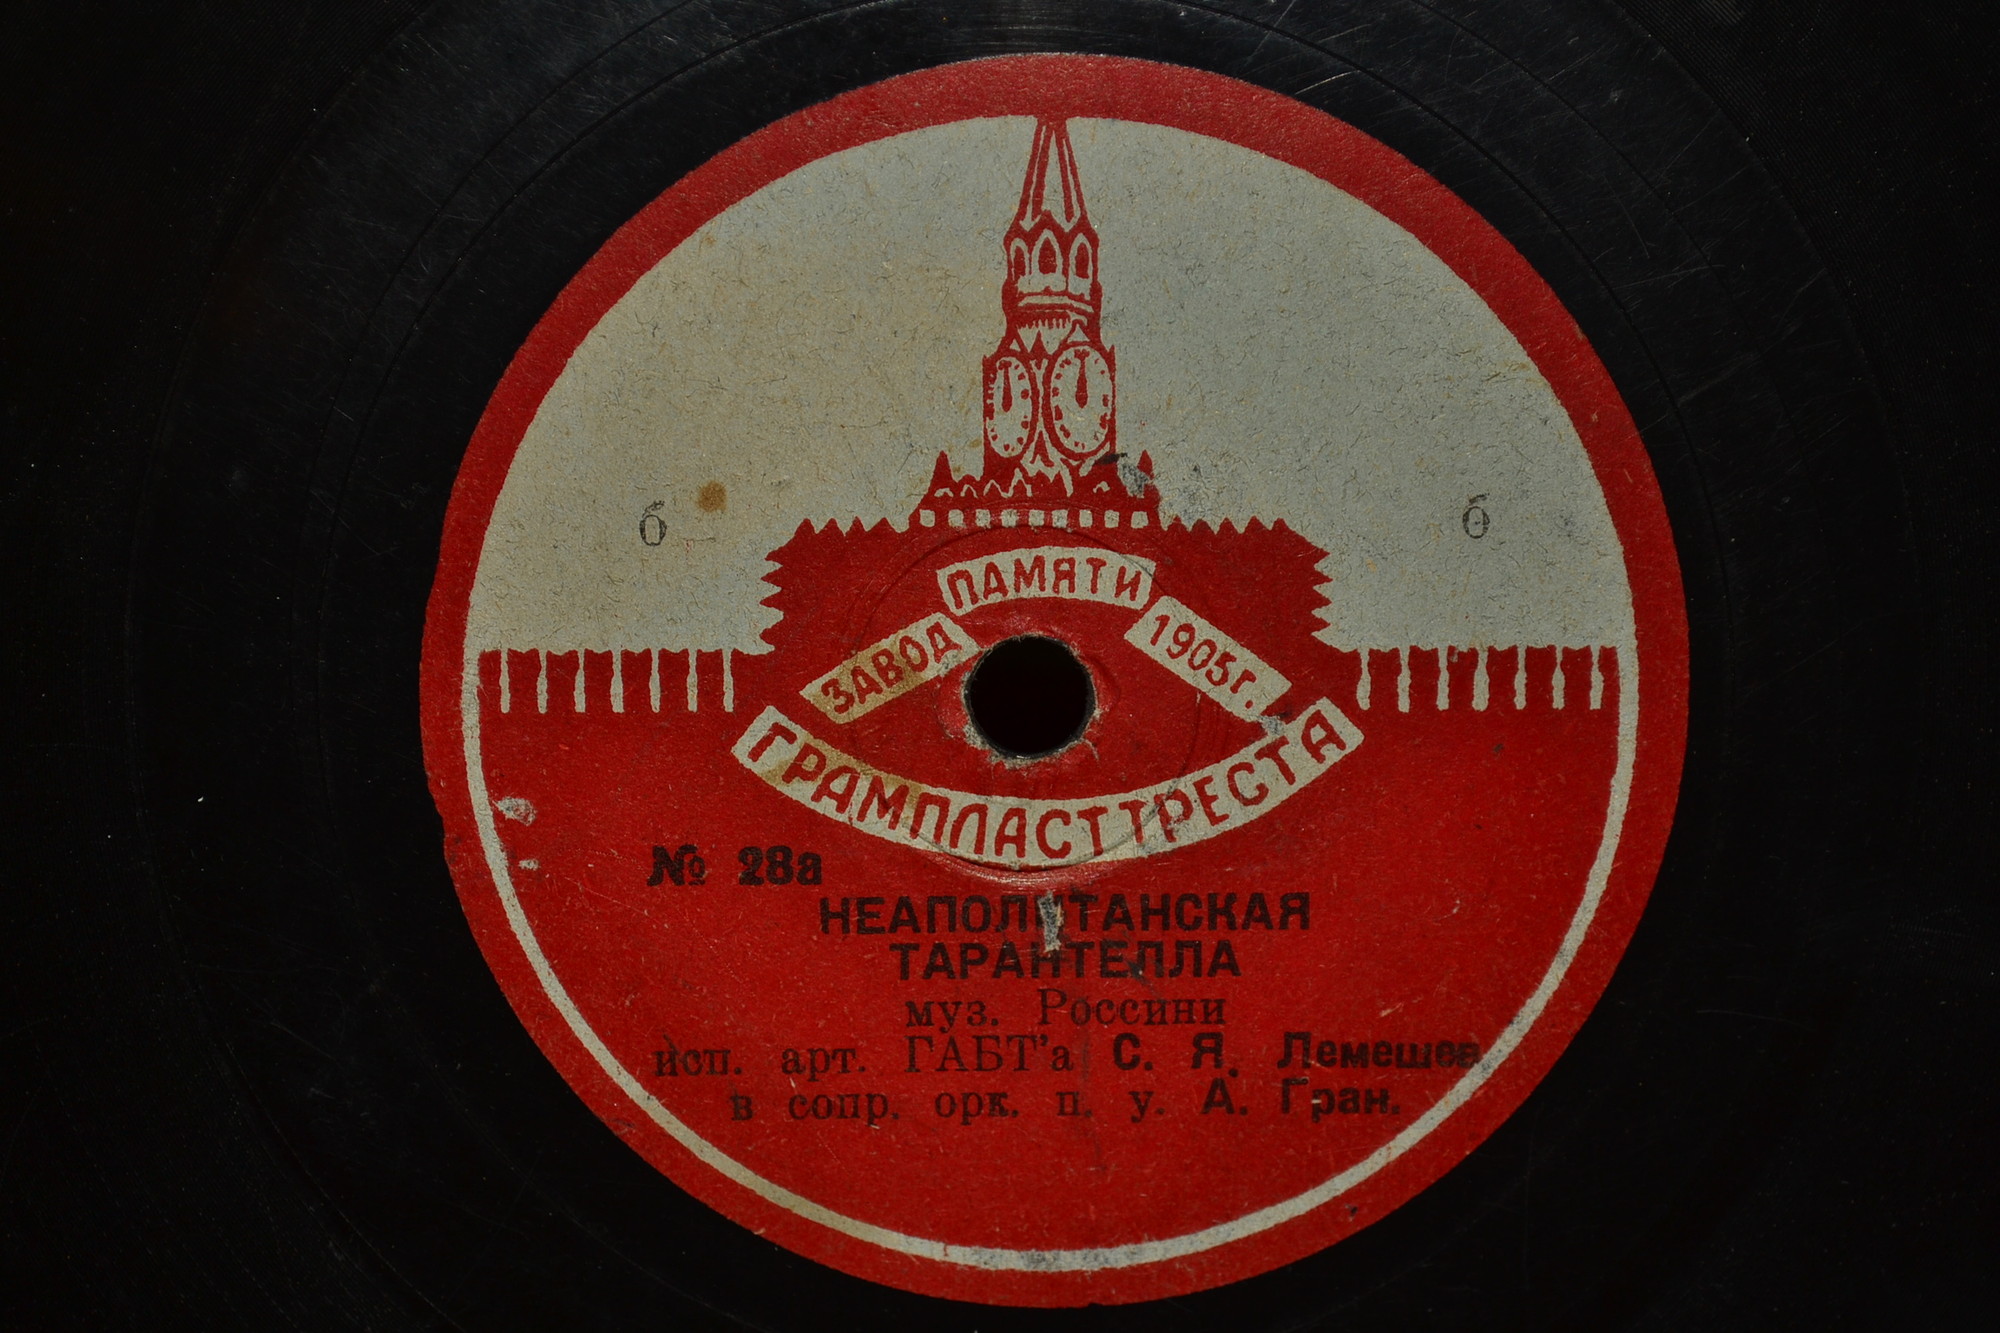 б б
ЗАВОД ПАМЯТИ 1905г.
ГРАМПЛАСТТРЕСТА
№ 28а
НЕАПОЛИТАНСКАЯ
ТАРАНТЕЛЛА
муз. Россини
исп. арт. ГАБТ'а С. Я. Лемешев
в сопр. орк. п. у. А. Гран.